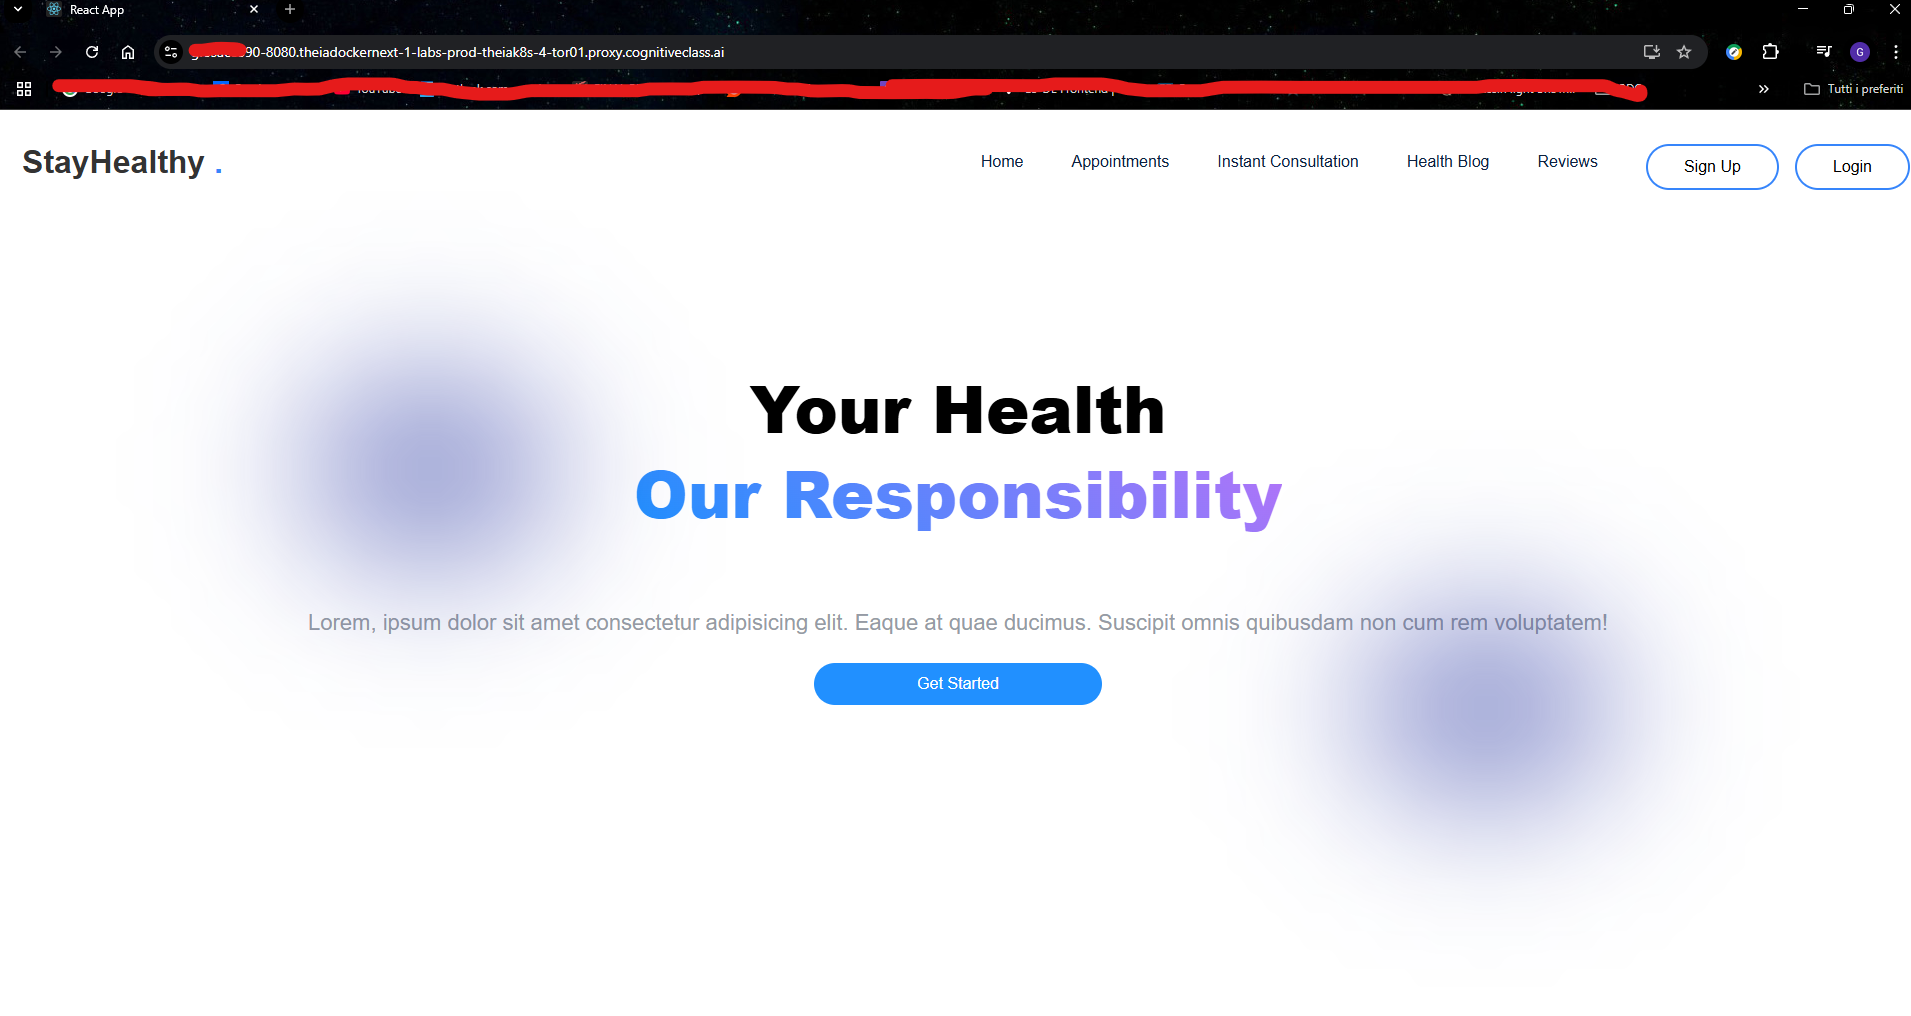 React App
90-8080.theiadockernext-1-labs-prod-theiak8s-4-tor01.proxy.cognitiveclass.ai
G
Tutti i preferiti
StayHealthy .
Home Appointments Instant Consultation Health Blog Reviews Sign Up Login
Your Health
Our Responsibility
Lorem, ipsum dolor sit amet consectetur adipisicing elit. Eaque at quae ducimus. Suscipit omnis quibusdam non cum rem voluptatem!
Get Started